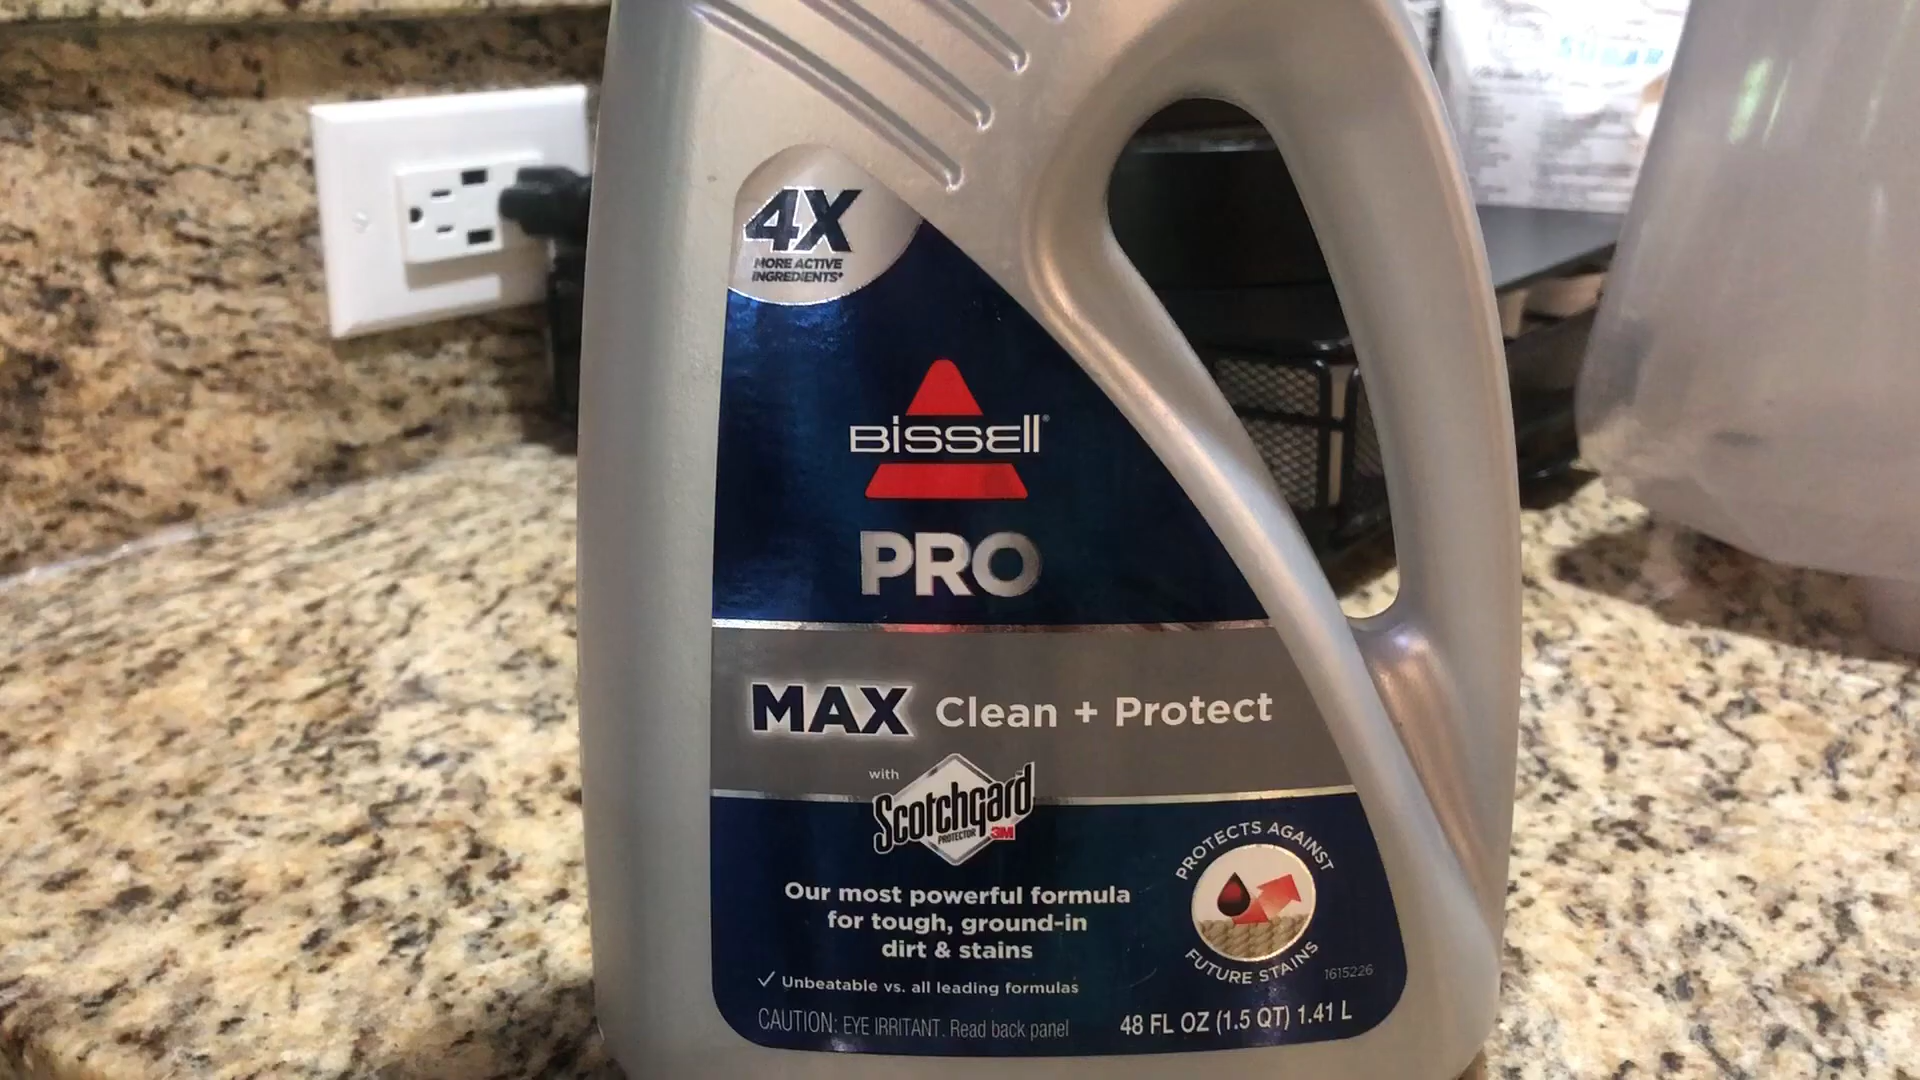 4X
MORE ACTIVE
INGREDIENTS*
BISSELL®
PRO
MAX Clean + Protect
with
Scotchgard
PROTECTOR 3M
Our most powerful formula
for tough, ground-in
dirt & stains
✓ Unbeatable vs. all leading formulas
CAUTION: EYE IRRITANT. Read back panel
PROTECTS AGAINST
FUTURE STAINS
1615226
48 FL OZ (1.5 QT) 1.41 L
SUGAR